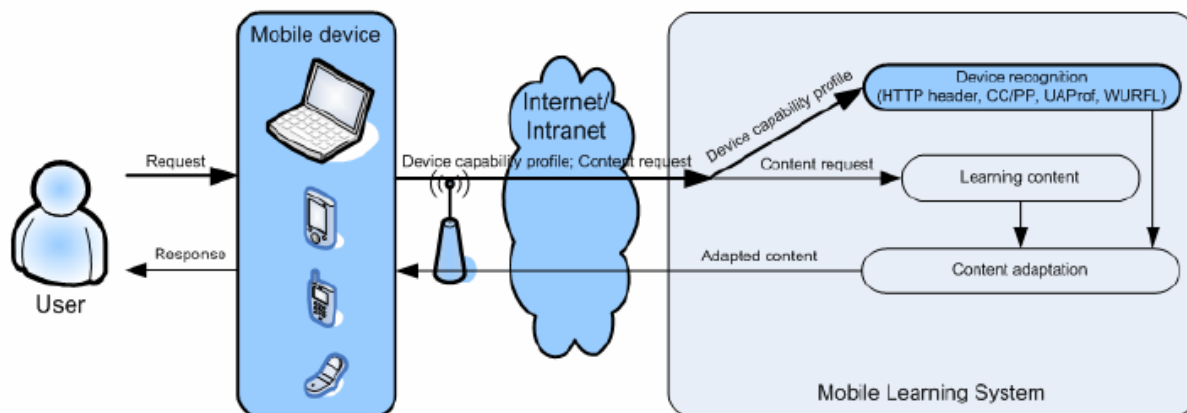 Mobile device
Device recognition
(HTTP header, CC/PP, UAProf, WURFL)
Internet/
Intranet
Device capability profile
Request
Device capability profile; Content request
Content request
Learning content
Response
Adapted content
Content adaptation
User
Mobile Learning System